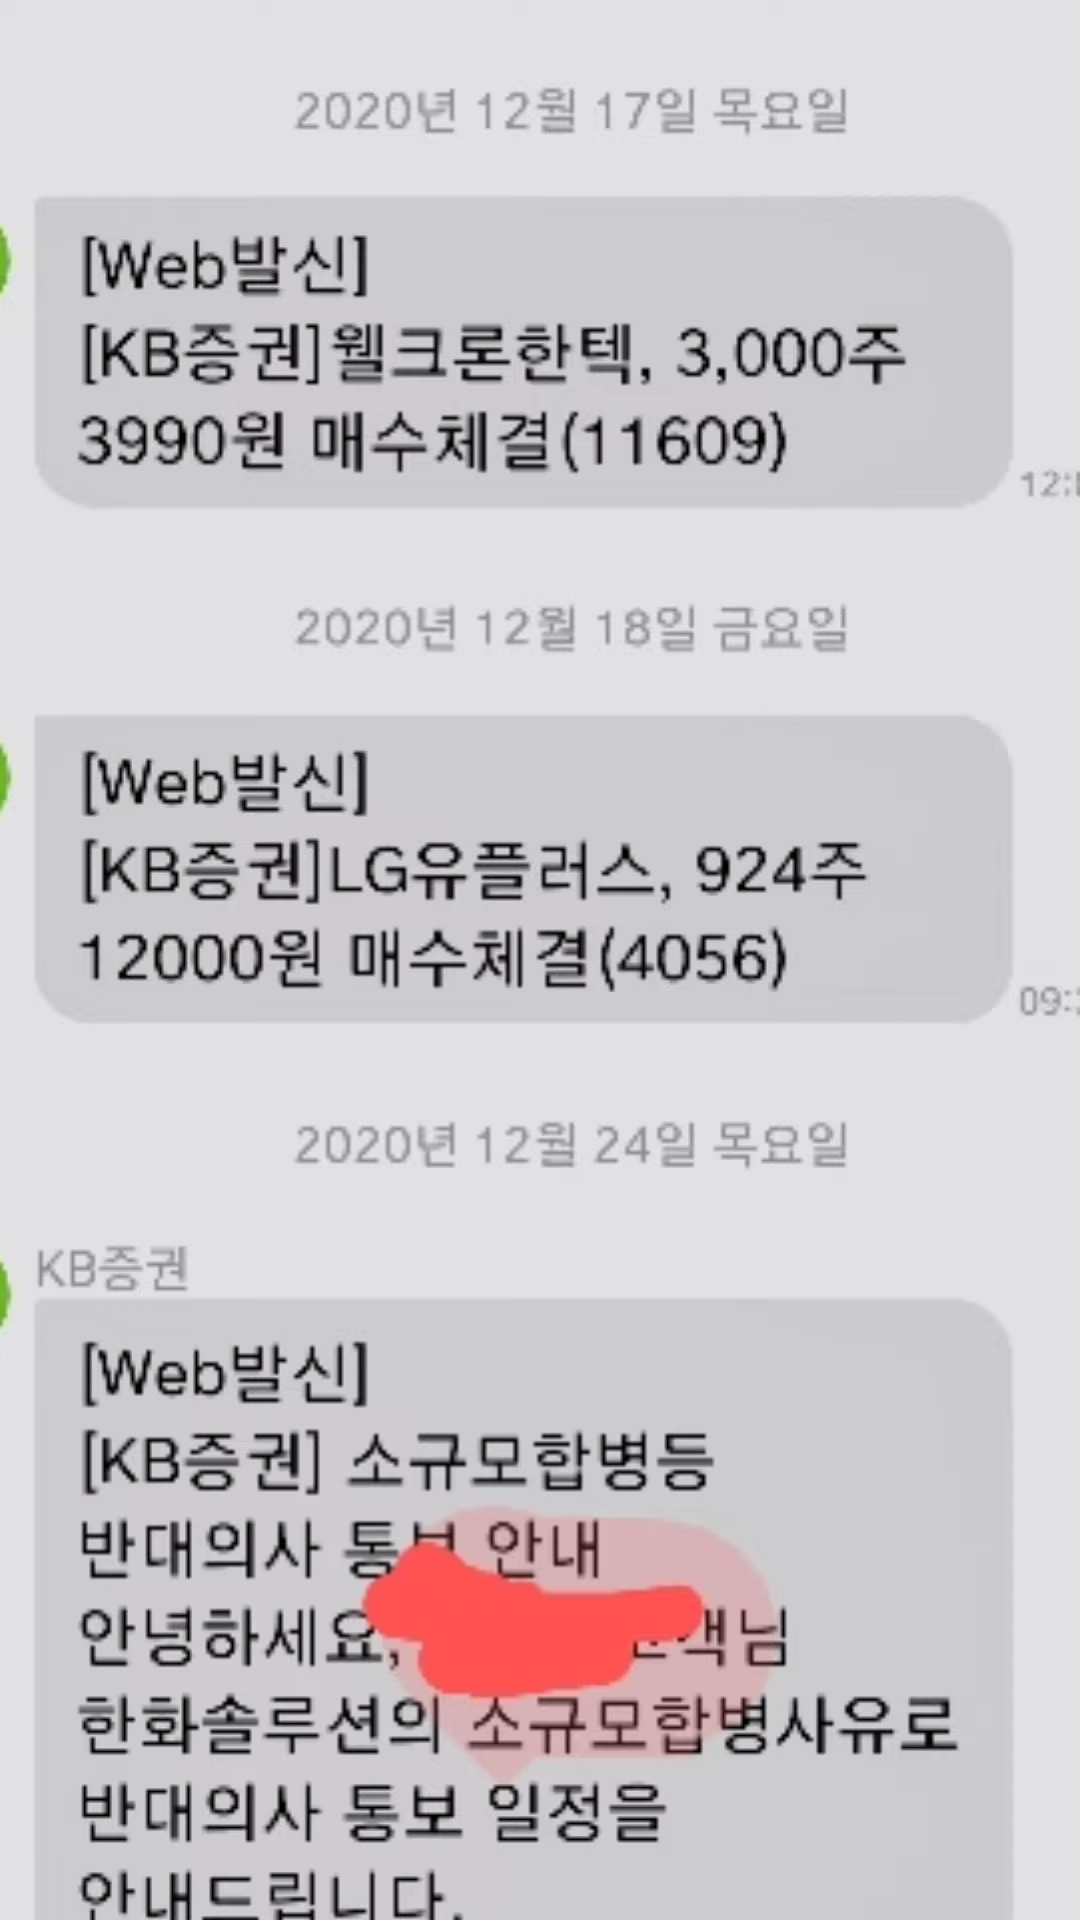 2020년 12월 17일 목요일
[Web발신]
[KB증권]웰크론한텍, 3,000주
3990원 매수체결(11609)
2020년 12월 18일 금요일
[Web발신]
[KB증권]LG유플러스, 924주
12000원 매수체결(4056)
2020년 12월 24일 목요일
KB증권
[Web발신]
[KB증권] 소규모합병등
반대의사 통보 안내
안녕하세요,
한화솔루션의 소규모합병사유로
반대의사 통보 일정을
안내드립니다.